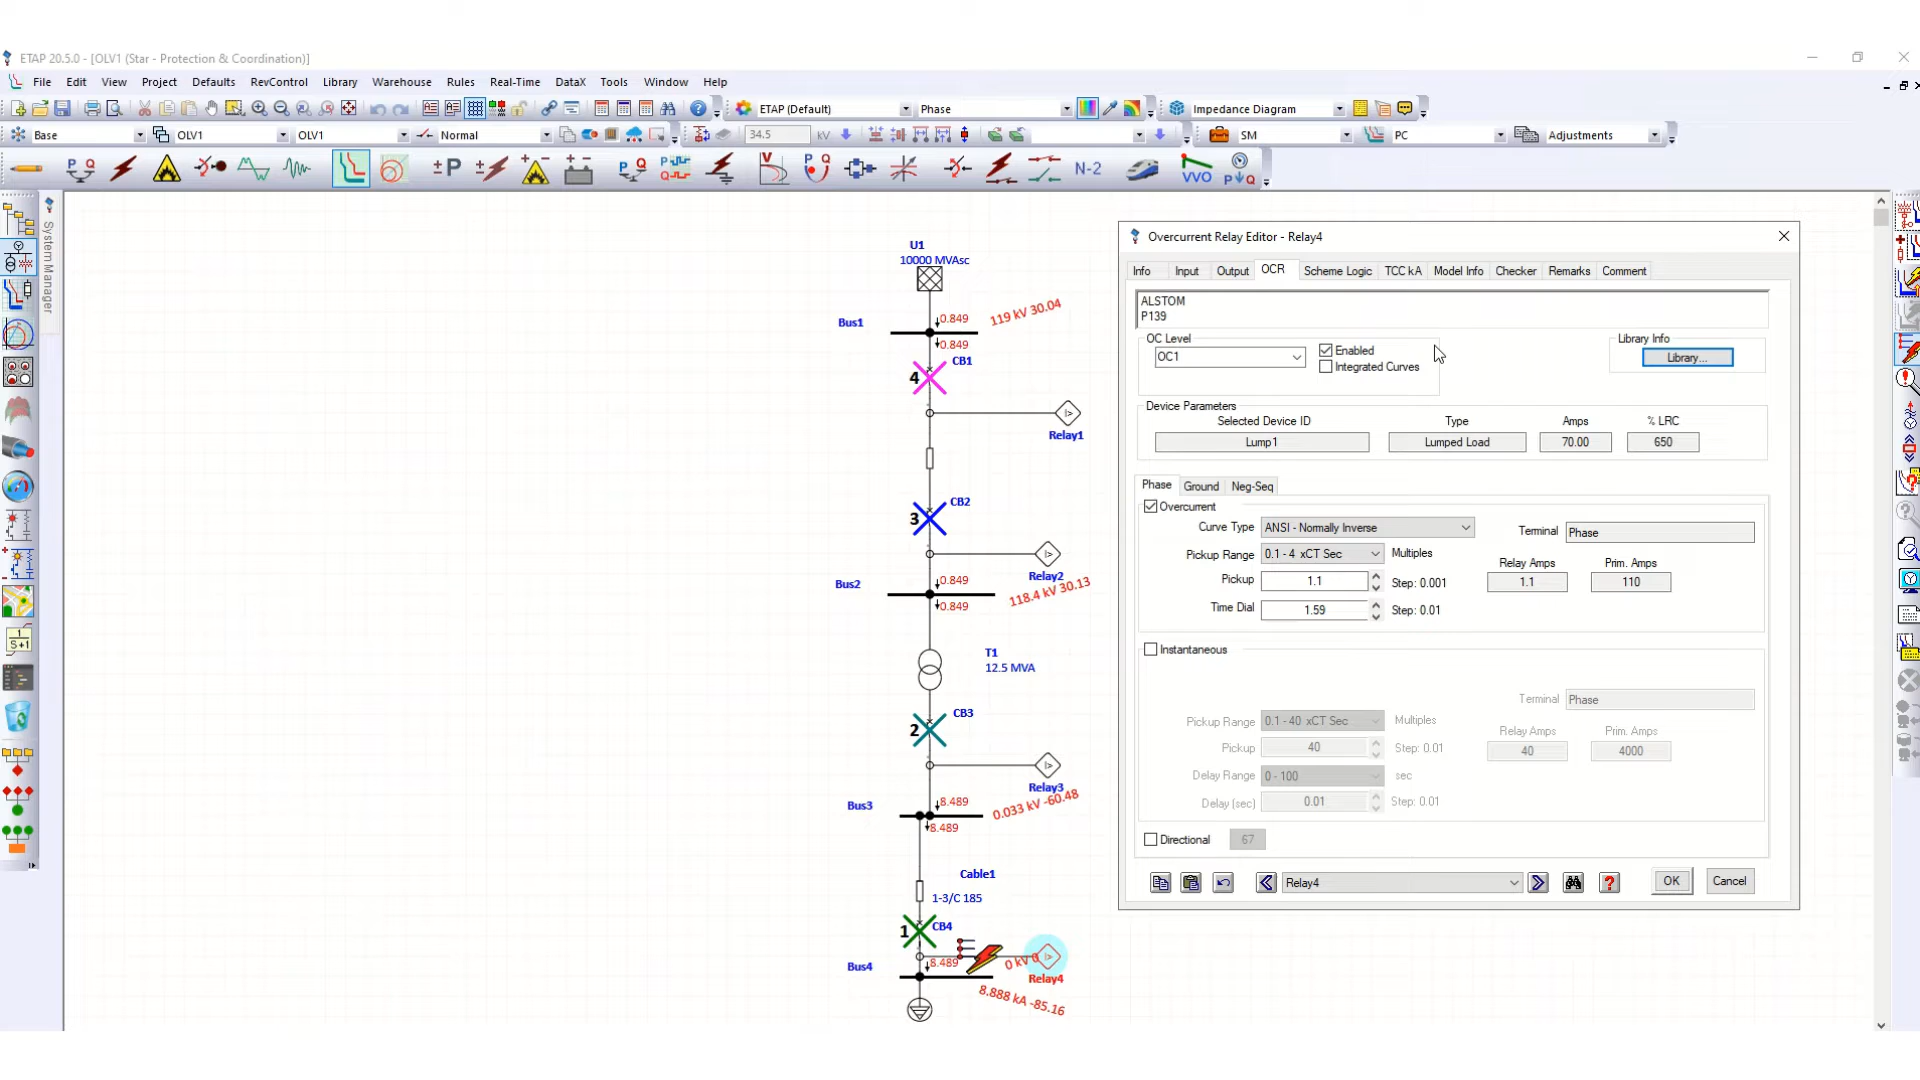 ETAP 20.5.0 - [OLV1 (Star - Protection & Coordination)]
File Edit View Project Defaults RevControl Library Warehouse Rules Real-Time DataX Tools Window Help
ETAP (Default) Phase Impedance Diagram
Base OLV1 OLV1 Normal 34.5 kV SM PC Adjustments
P Q P P Q V P Q N-2 VVO P Q
System Manager
U1
10000 MVAsc
Bus1
0.849
0.849
119 kV 30.04
CB1
4
Relay1
CB2
3
Relay2
Bus2
0.849
0.849
118.4 kV 30.13
T1
12.5 MVA
CB3
2
Relay3
Bus3
8.489
8.489
0.033 kV -60.48
Cable1
1-3/C 185
1
CB4
8.489
0 kV 0
Relay4
Bus4
8.888 kA -85.16
Overcurrent Relay Editor - Relay4
Info Input Output OCR Scheme Logic TCC kA Model Info Checker Remarks Comment
ALSTOM
P139
OC Level
OC1
Enabled
Integrated Curves
Library Info
Library...
Device Parameters
Selected Device ID Type Amps % LRC
Lump1 Lumped Load 70.00 650
Phase Ground Neg-Seq
Overcurrent
Curve Type ANSI - Normally Inverse Terminal Phase
Pickup Range 0.1 - 4 xCT Sec Multiples
Relay Amps Prim. Amps
Pickup 1.1 Step: 0.001 1.1 110
Time Dial 1.59 Step: 0.01
Instantaneous
Terminal Phase
Pickup Range 0.1 - 40 xCT Sec Multiples
Relay Amps Prim. Amps
Pickup 40 Step: 0.01 40 4000
Delay Range 0 - 100 sec
Delay (sec) 0.01 Step: 0.01
Directional 67
Relay4 OK Cancel
1
S+1